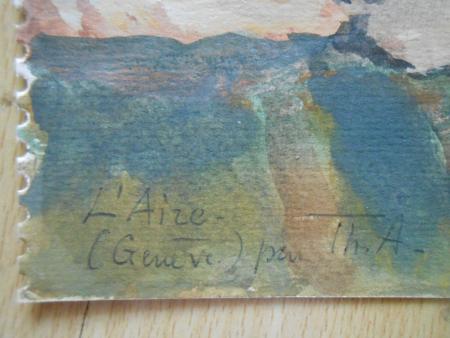 L'Aire.
(Genève.) par Th. A.